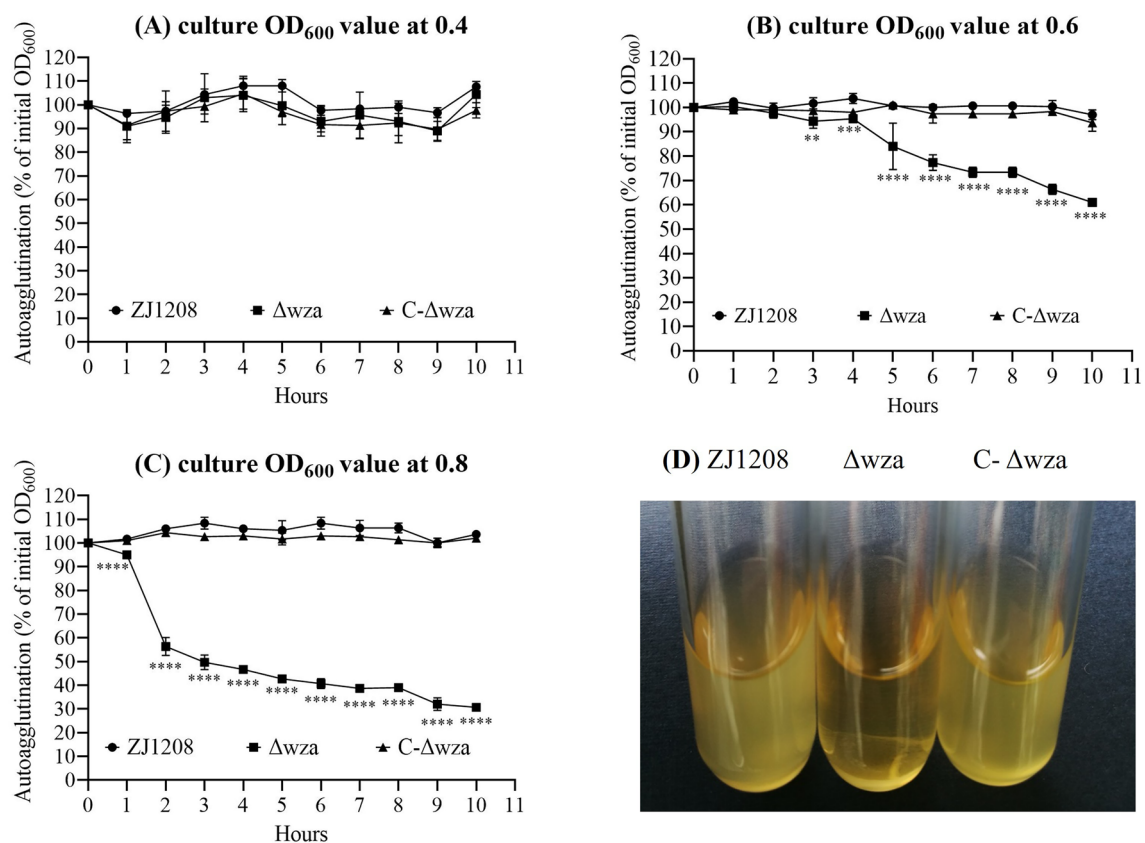 (A) culture OD600 value at 0.4
Autoagglutination (% of initial OD600)
120
110
100
90
80
70
60
50
40
30
20
10
0
ZJ1208 Δwza C-Δwza
0 1 2 3 4 5 6 7 8 9 10 11
Hours
(B) culture OD600 value at 0.6
Autoagglutination (% of initial OD600)
120
110
100
90
80
70
60
50
40
30
20
10
0
** *** **** **** **** **** **** ****
ZJ1208 Δwza C-Δwza
0 1 2 3 4 5 6 7 8 9 10 11
Hours
(C) culture OD600 value at 0.8
Autoagglutination (% of initial OD600)
120
110
100
90
80
70
60
50
40
30
20
10
0
**** **** **** **** **** **** **** **** **** ****
ZJ1208 Δwza C-Δwza
0 1 2 3 4 5 6 7 8 9 10 11
Hours
(D) ZJ1208 Δwza C- Δwza